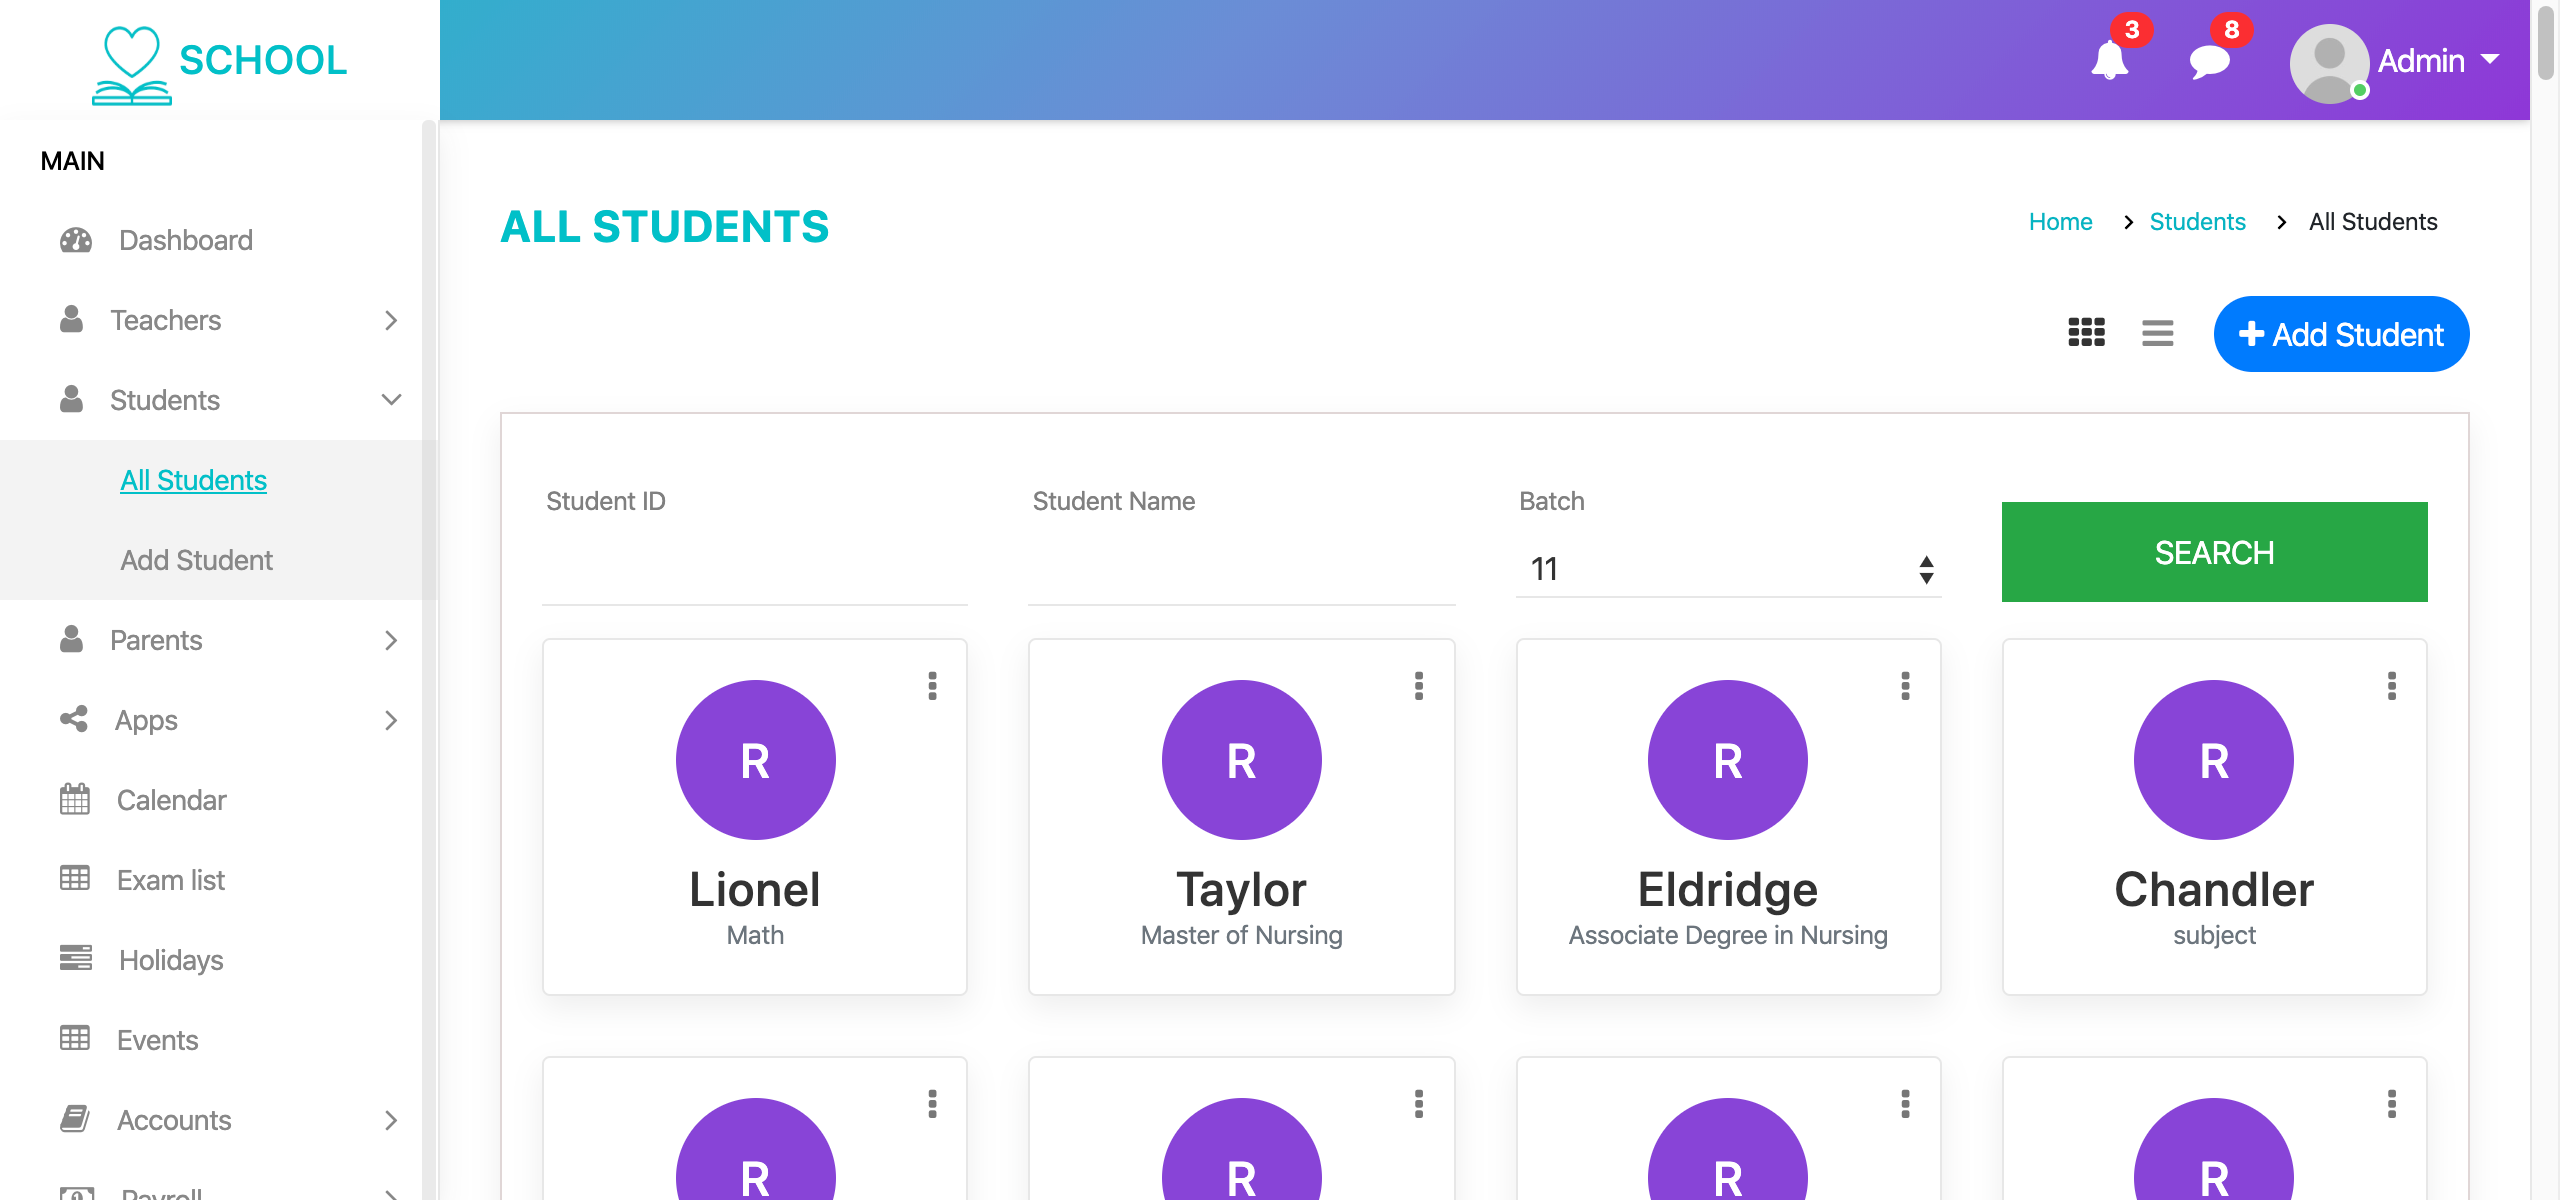 SCHOOL
3
8
Admin
MAIN
Dashboard
Teachers
Students
All Students
Add Student
Parents
Apps
Calendar
Exam list
Holidays
Events
Accounts
Payroll
ALL STUDENTS
Home
Students
All Students
Add Student
Student ID
Student Name
Batch
11
SEARCH
R
Lionel
Math
R
Taylor
Master of Nursing
R
Eldridge
Associate Degree in Nursing
R
Chandler
subject
R
R
R
R